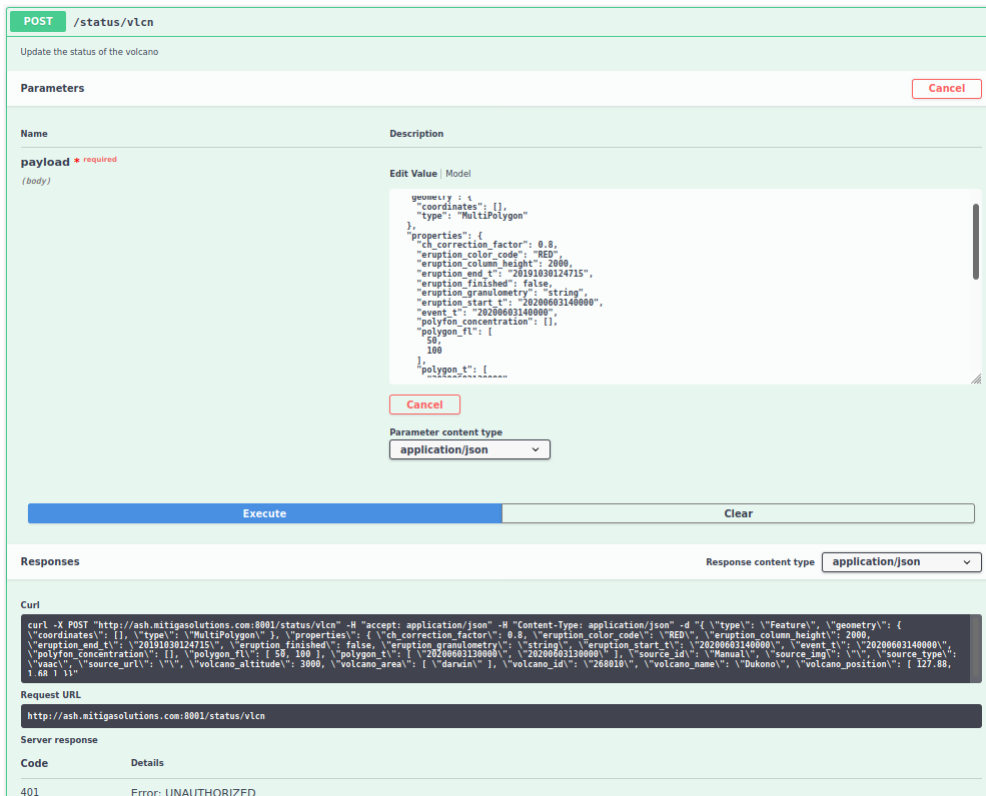 POST /status/vlcn
Update the status of the volcano
Parameters
Cancel
Name Description
payload * required
(body)
Edit Value | Model
"geometry": {
"coordinates": [],
"type": "MultiPolygon"
},
"properties": {
"ch_correction_factor": 0.8,
"eruption_color_code": "RED",
"eruption_column_height": 2000,
"eruption_end_t": "20191030124715",
"eruption_finished": false,
"eruption_granulometry": "string",
"eruption_start_t": "20200603140000",
"event_t": "20200603140000",
"polyfon_concentration": [],
"polygon_fl": [
50,
100
],
"polygon_t": [
Cancel
Parameter content type
application/json
Execute Clear
Responses Response content type application/json
Curl
curl -X POST "http://ash.mitigasolutions.com:8001/status/vlcn" -H "accept: application/json" -H "Content-Type: application/json" -d "{ \"type\": \"Feature\", \"geometry\": {
\"coordinates\": [], \"type\": \"MultiPolygon\" }, \"properties\": { \"ch_correction_factor\": 0.8, \"eruption_color_code\": \"RED\", \"eruption_column_height\": 2000,
\"eruption_end_t\": \"20191030124715\", \"eruption_finished\": false, \"eruption_granulometry\": \"string\", \"eruption_start_t\": \"20200603140000\", \"event_t\": \"20200603140000\",
\"polyfon_concentration\": [], \"polygon_fl\": [ 50, 100 ], \"polygon_t\": [ \"20200603130000\", \"20200603130000\" ], \"source_id\": \"Manual\", \"source_img\": \"\", \"source_type\":
\"vaac\", \"source_url\": \"\", \"volcano_altitude\": 3000, \"volcano_area\": [ \"darwin\" ], \"volcano_id\": \"268010\", \"volcano_name\": \"Dukono\", \"volcano_position\": [ 127.88,
1.68 ] }}"
Request URL
http://ash.mitigasolutions.com:8001/status/vlcn
Server response
Code Details
401 Error: UNAUTHORIZED